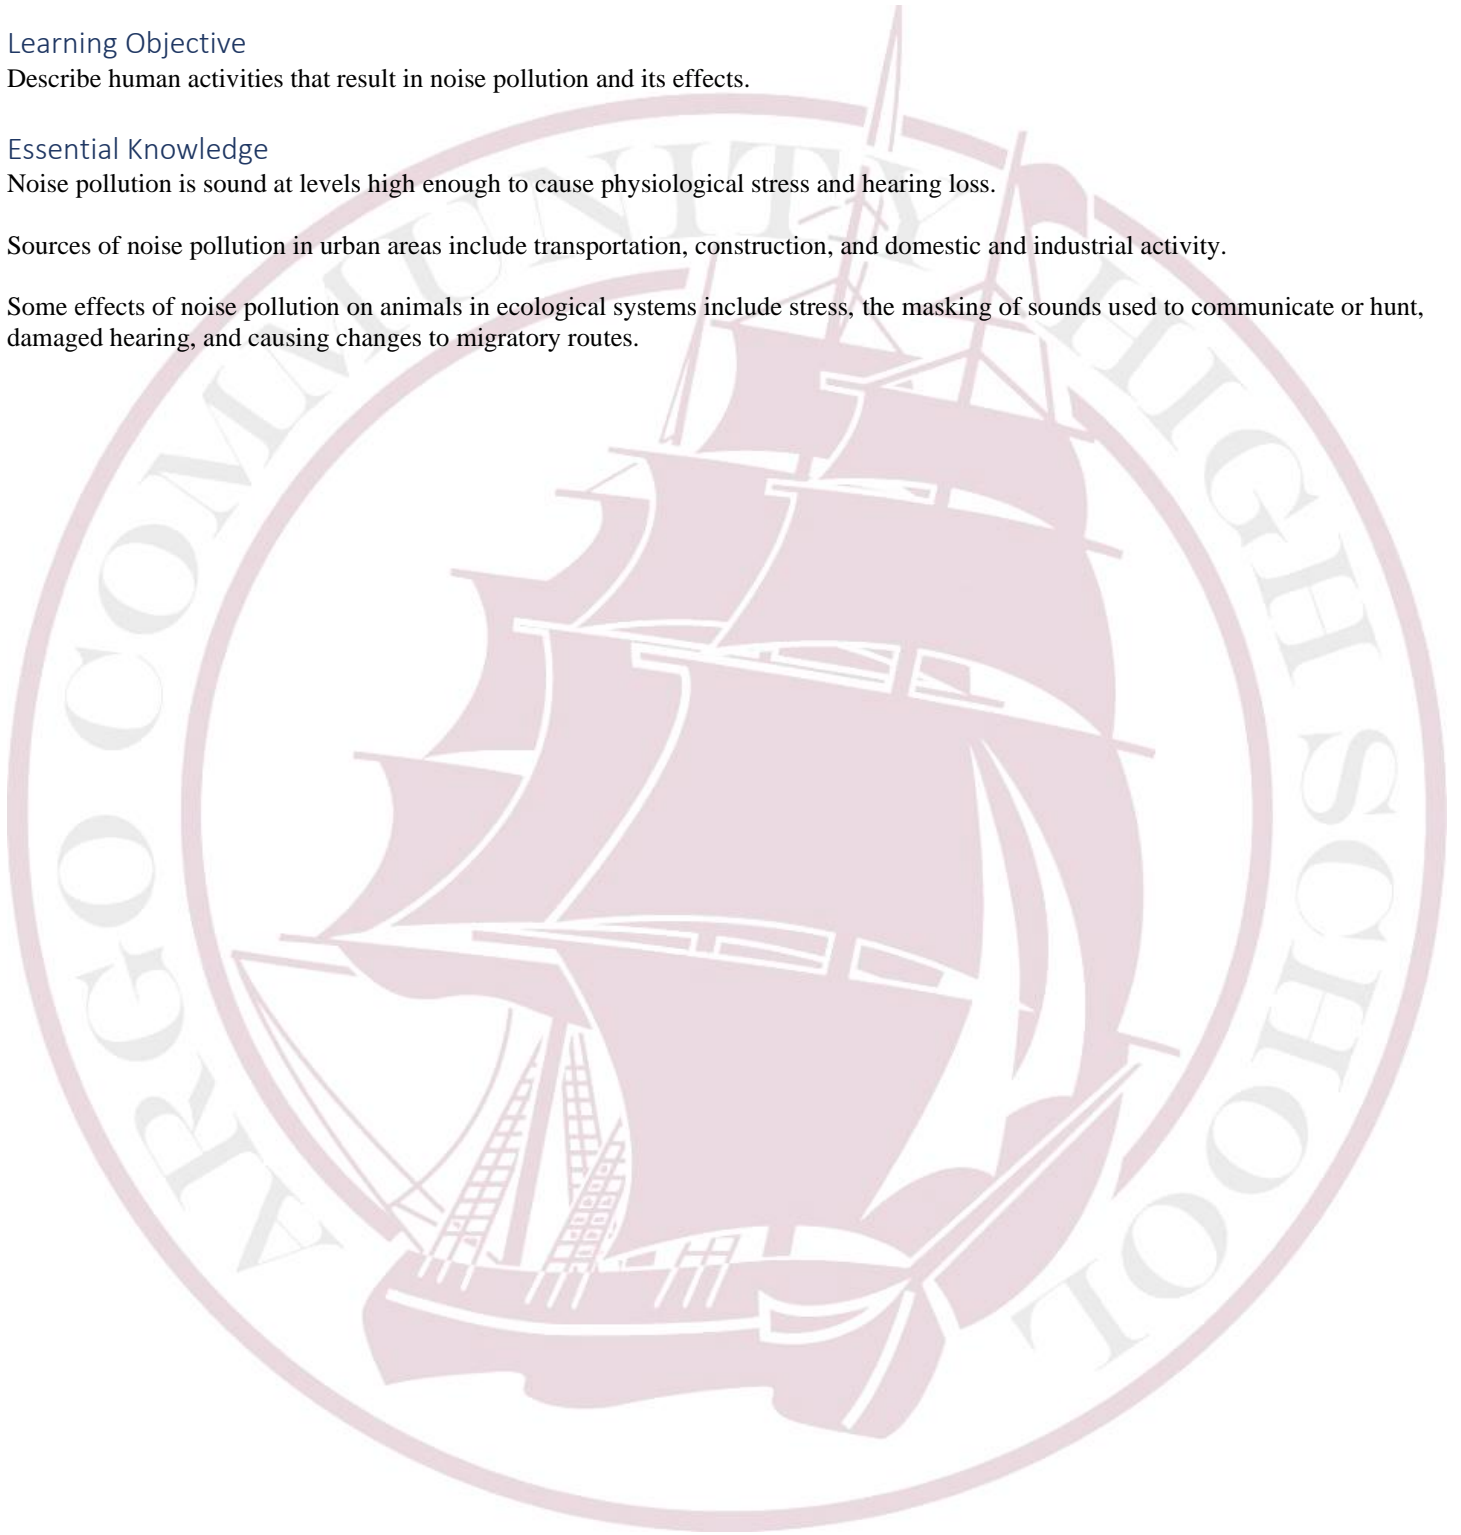 Learning Objective
Describe human activities that result in noise pollution and its effects.
Essential Knowledge
Noise pollution is sound at levels high enough to cause physiological stress and hearing loss.
Sources of noise pollution in urban areas include transportation, construction, and domestic and industrial activity.
Some effects of noise pollution on animals in ecological systems include stress, the masking of sounds used to communicate or hunt,
damaged hearing, and causing changes to migratory routes.
ARGO COMMUNITY HIGH SCHOOL